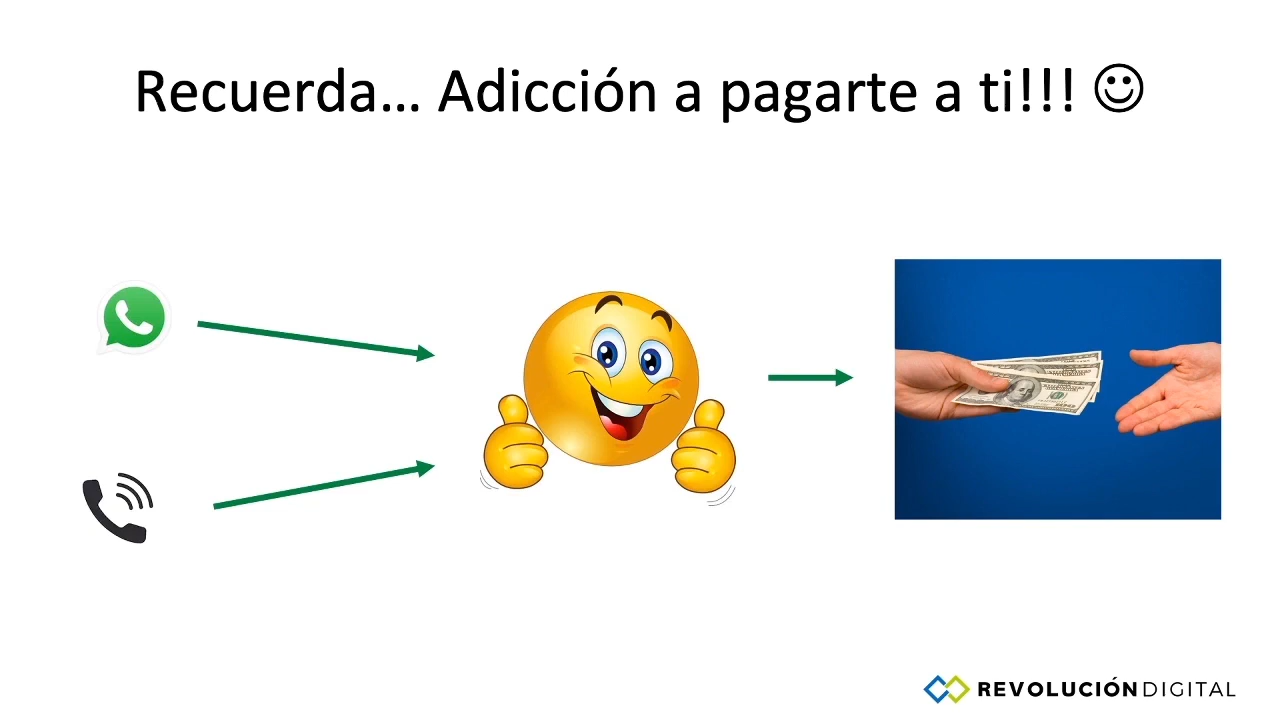 Recuerda... Adicción a pagarte a ti!!! ☺
REVOLUCIÓN DIGITAL